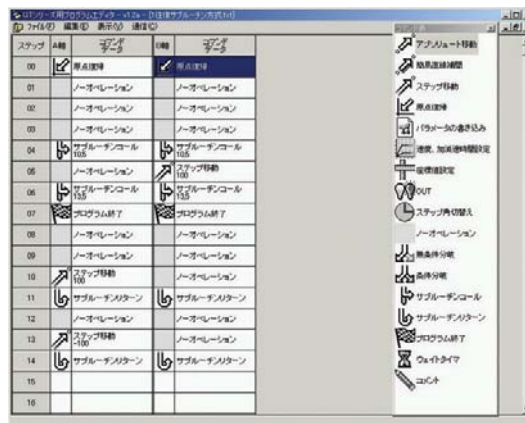 ファイル(F) 編集(E) 表示(V) 通信(C)
ステップ A軸 コマンド データ B軸 コマンド データ
00 原点復帰 原点復帰
01 ノーオペレーション ノーオペレーション
02 ノーオペレーション ノーオペレーション
03 ノーオペレーション ノーオペレーション
04 サブルーチンコール 10,5 サブルーチンコール 10,5
05 ノーオペレーション ステップ移動 100
06 サブルーチンコール 13,5 サブルーチンコール 13,5
07 プログラム終了 プログラム終了
08 ノーオペレーション ノーオペレーション
09 ノーオペレーション ノーオペレーション
10 ステップ移動 100 ノーオペレーション
11 サブルーチンリターン サブルーチンリターン
12 ノーオペレーション ノーオペレーション
13 ステップ移動 -100 ノーオペレーション
14 サブルーチンリターン サブルーチンリターン
15
16
アブソリュート移動
簡易直線補間
ステップ移動
原点復帰
パラメータの書き込み
速度、加減速時間設定
座標値設定
OUT
ステップ角切替え
ノーオペレーション
無条件分岐
条件分岐
サブルーチンコール
サブルーチンリターン
プログラム終了
ウェイトタイマ
コメント